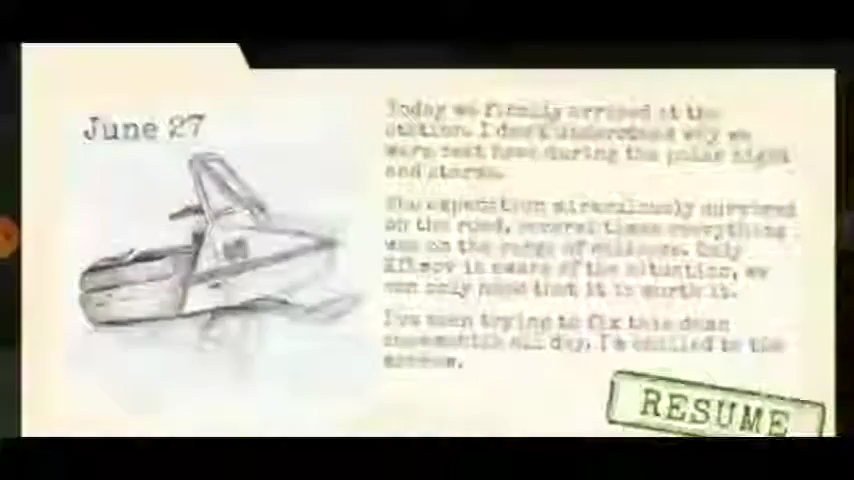 June 27
Today we finally arrived at the
station. I don't understand why we
were sent here during the polar night
and storms.
The expedition miraculously survived
on the road, several times everything
was on the verge of
is aware of the situation, we
can only hope that it is worth it.
I've been trying to fix this damn
snowmobile all day. I'm chilled to the
marrow.
RESUME